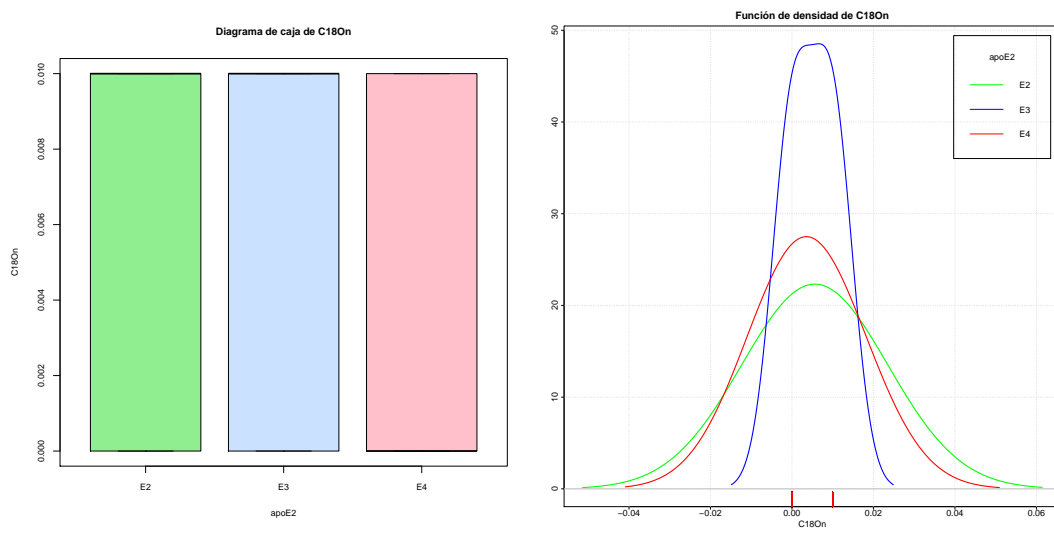 Diagrama de caja de C18On
0.010
0.008
0.006
0.004
0.002
0.000
C18On
E2 E3 E4
apoE2
Función de densidad de C18On
50
40
30
20
10
0
apoE2
E2
E3
E4
−0.04 −0.02 0.00 0.02 0.04 0.06
C18On